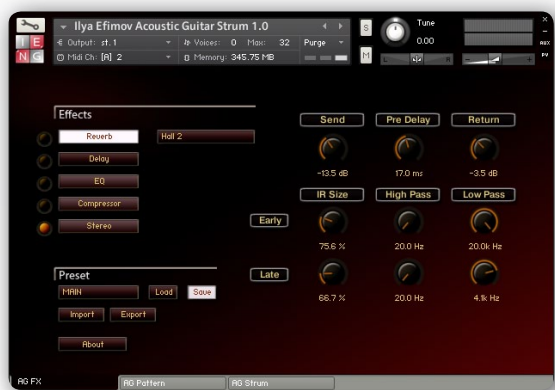 Ilya Efimov Acoustic Guitar Strum 1.0
Output: st.1 Voices: 0 Max: 32 Purge
Midi Ch: [A] 2 Memory: 345.75 MB
S
M
Tune
0.00
L R
- +
×
-
AUX
PV
I E
N G
Effects
Reverb Hall 2
Delay
EQ
Compressor
Stereo
Send Pre Delay Return
-13.5 dB 17.0 ms -3.5 dB
IR Size High Pass Low Pass
Early
75.6 % 20.0 Hz 20.0k Hz
Late
66.7 % 20.0 Hz 4.1k Hz
Preset
MAIN Load Save
Import Export
About
AG FX AG Pattern AG Strum